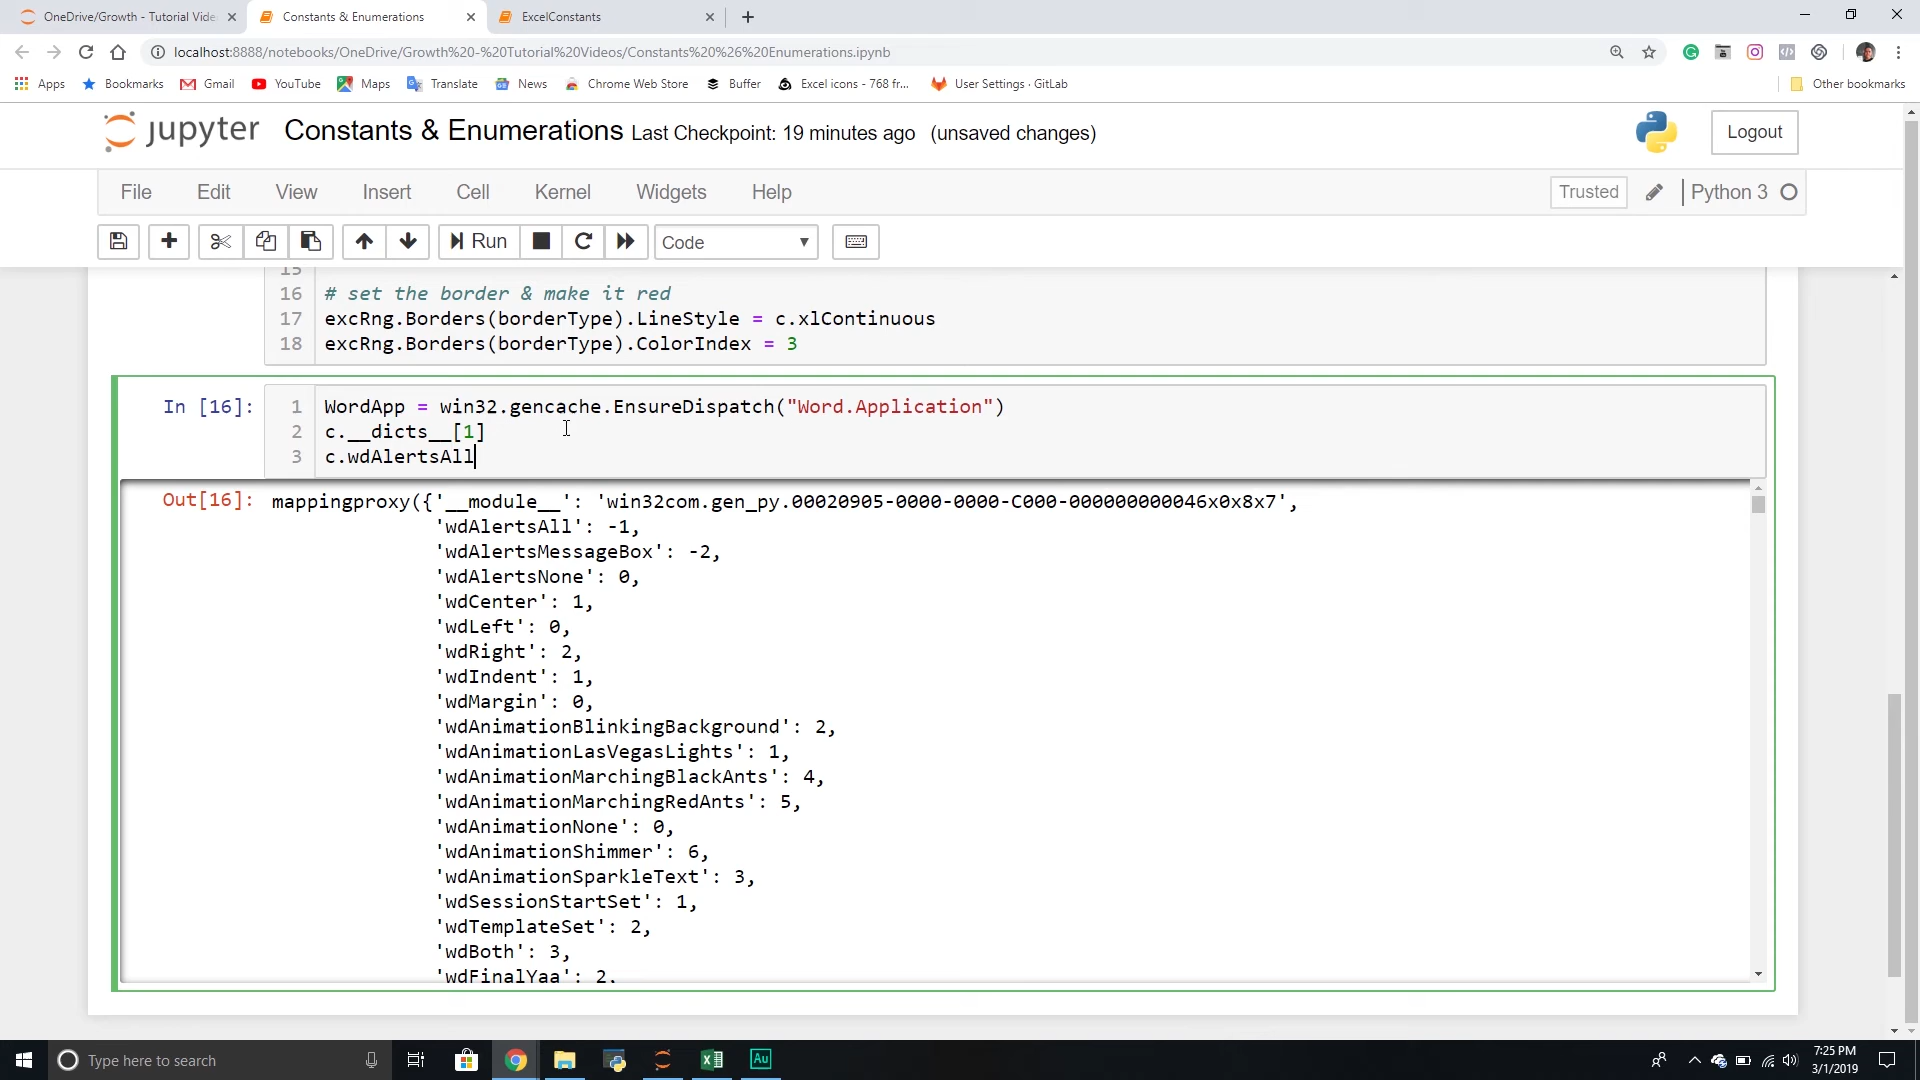 OneDrive/Growth - Tutorial Vide
Constants & Enumerations
ExcelConstants
localhost:8888/notebooks/OneDrive/Growth%20-%20Tutorial%20Videos/Constants%20%26%20Enumerations.ipynb
Apps Bookmarks Gmail YouTube Maps Translate News Chrome Web Store Buffer Excel icons - 768 fr... User Settings · GitLab Other bookmarks
jupyter Constants & Enumerations Last Checkpoint: 19 minutes ago (unsaved changes) Logout
File Edit View Insert Cell Kernel Widgets Help Trusted Python 3
Run Code
15
16 # set the border & make it red
17 excRng.Borders(borderType).LineStyle = c.xlContinuous
18 excRng.Borders(borderType).ColorIndex = 3
In [16]: 1 WordApp = win32.gencache.EnsureDispatch("Word.Application")
2 c.__dicts__[1]
3 c.wdAlertsAll
Out[16]: mappingproxy({'__module__': 'win32com.gen_py.00020905-0000-0000-C000-000000000046x0x8x7',
'wdAlertsAll': -1,
'wdAlertsMessageBox': -2,
'wdAlertsNone': 0,
'wdCenter': 1,
'wdLeft': 0,
'wdRight': 2,
'wdIndent': 1,
'wdMargin': 0,
'wdAnimationBlinkingBackground': 2,
'wdAnimationLasVegasLights': 1,
'wdAnimationMarchingBlackAnts': 4,
'wdAnimationMarchingRedAnts': 5,
'wdAnimationNone': 0,
'wdAnimationShimmer': 6,
'wdAnimationSparkleText': 3,
'wdSessionStartSet': 1,
'wdTemplateSet': 2,
'wdBoth': 3,
'wdFinalYaa': 2,
Type here to search
Au
7:25 PM
3/1/2019